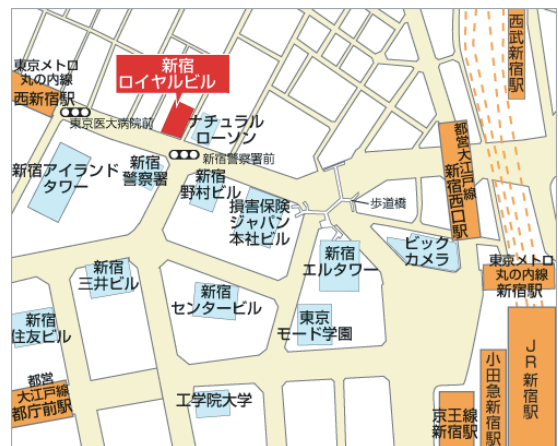 西武新宿駅
東京メトロ
丸の内線
西新宿駅
新宿
ロイヤルビル
東京医大病院前
ナチュラル
ローソン
新宿警察署前
新宿アイランド
タワー
新宿
警察署
新宿
野村ビル
損害保険
ジャパン
本社ビル
歩道橋
都営大江戸線
新宿西口駅
新宿
エルタワー
ビック
カメラ
東京メトロ
丸の内線
新宿駅
新宿
三井ビル
新宿
センタービル
東京
モード学園
新宿
住友ビル
都営
大江戸線
都庁前駅
工学院大学
京王線
新宿駅
小田急新宿駅
JR新宿駅